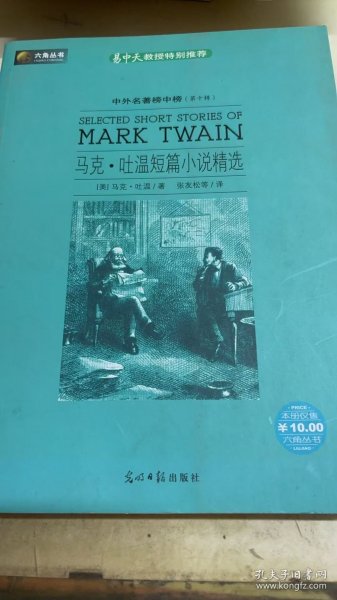 六角丛书
易中天教授特别推荐
中外名著榜中榜(第十辑)
SELECTED SHORT STORIES OF
MARK TWAIN
马克·吐温短篇小说精选
[美]马克·吐温/著 张友松等/译
PRICE
本册仅售
¥10.00
六角丛书
光明日报出版社
孔夫子旧书网
www.kongfz.com